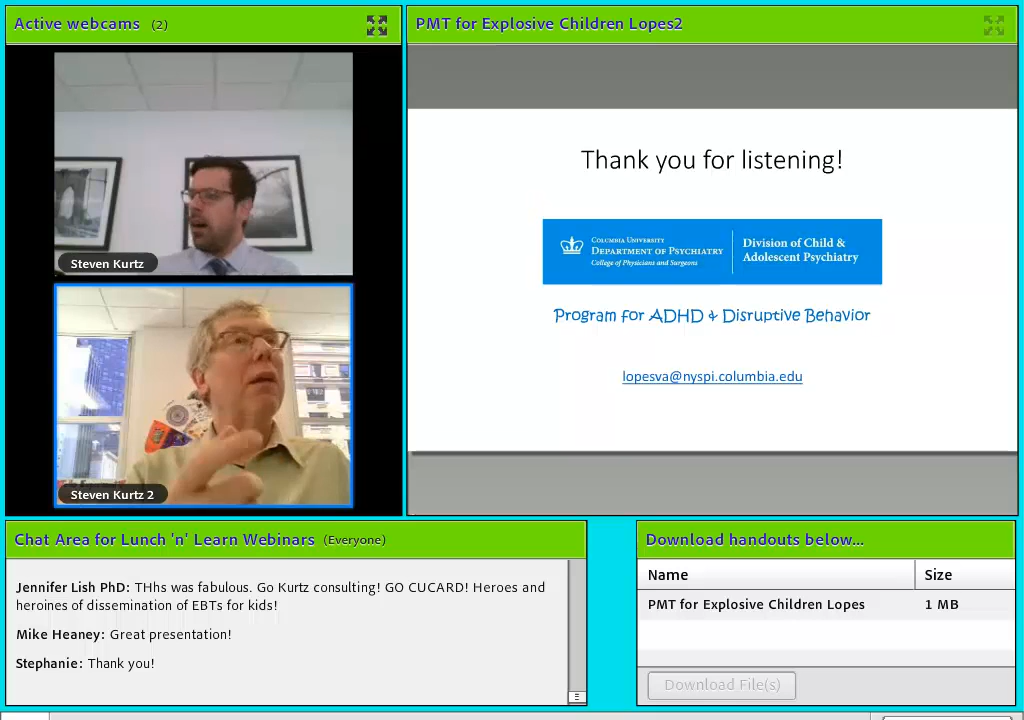 Active webcams (2)
PMT for Explosive Children Lopes2
Steven Kurtz
Steven Kurtz 2
Thank you for listening!
COLUMBIA UNIVERSITY
DEPARTMENT OF PSYCHIATRY
College of Physicians and Surgeons
Division of Child &
Adolescent Psychiatry
Program for ADHD & Disruptive Behavior
lopesva@nyspi.columbia.edu
Chat Area for Lunch 'n' Learn Webinars (Everyone)
Jennifer Lish PhD: THhs was fabulous. Go Kurtz consulting! GO CUCARD! Heroes and
heroines of dissemination of EBTs for kids!
Mike Heaney: Great presentation!
Stephanie: Thank you!
Download handouts below...
Name Size
PMT for Explosive Children Lopes 1 MB
Download File(s)